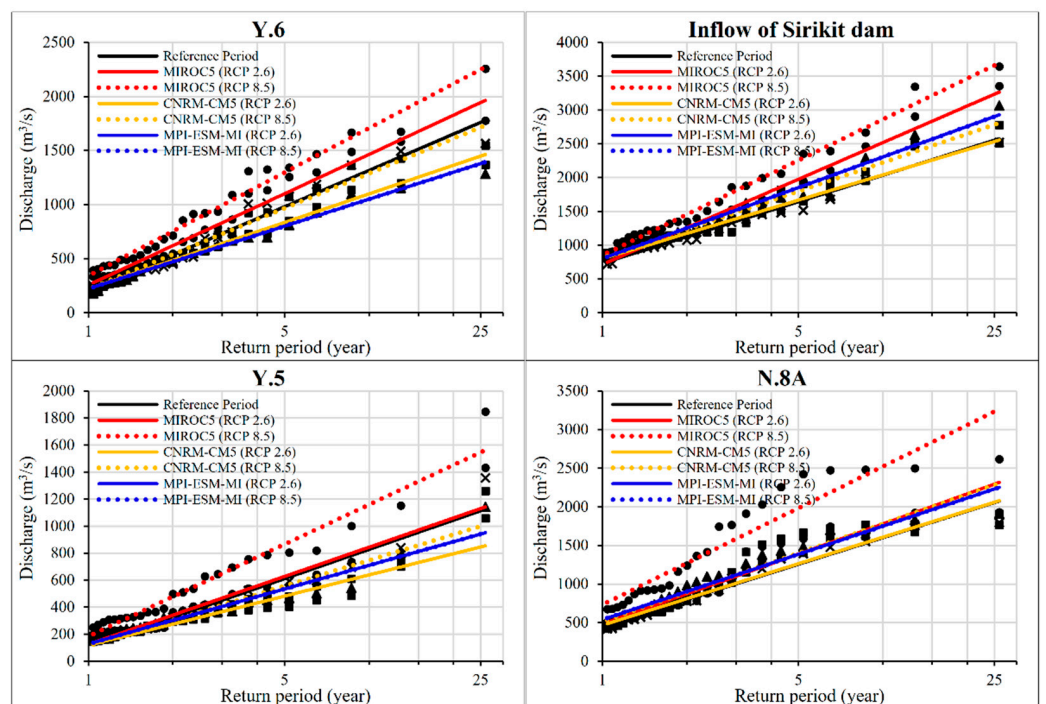 Y.6
2500
2000
1500
1000
500
0
Discharge (m³/s)
Reference Period
MIROC5 (RCP 2.6)
MIROC5 (RCP 8.5)
CNRM-CM5 (RCP 2.6)
CNRM-CM5 (RCP 8.5)
MPI-ESM-MI (RCP 2.6)
MPI-ESM-MI (RCP 8.5)
1 5 25
Return period (year)
Inflow of Sirikit dam
4000
3500
3000
2500
2000
1500
1000
500
0
Discharge (m³/s)
Reference Period
MIROC5 (RCP 2.6)
MIROC5 (RCP 8.5)
CNRM-CM5 (RCP 2.6)
CNRM-CM5 (RCP 8.5)
MPI-ESM-MI (RCP 2.6)
MPI-ESM-MI (RCP 8.5)
1 5 25
Return period (year)
Y.5
2000
1800
1600
1400
1200
1000
800
600
400
200
0
Discharge (m³/s)
Reference Period
MIROC5 (RCP 2.6)
MIROC5 (RCP 8.5)
CNRM-CM5 (RCP 2.6)
CNRM-CM5 (RCP 8.5)
MPI-ESM-MI (RCP 2.6)
MPI-ESM-MI (RCP 8.5)
1 5 25
Return period (year)
N.8A
3500
3000
2500
2000
1500
1000
500
0
Discharge (m³/s)
Reference Period
MIROC5 (RCP 2.6)
MIROC5 (RCP 8.5)
CNRM-CM5 (RCP 2.6)
CNRM-CM5 (RCP 8.5)
MPI-ESM-MI (RCP 2.6)
MPI-ESM-MI (RCP 8.5)
1 5 25
Return period (year)